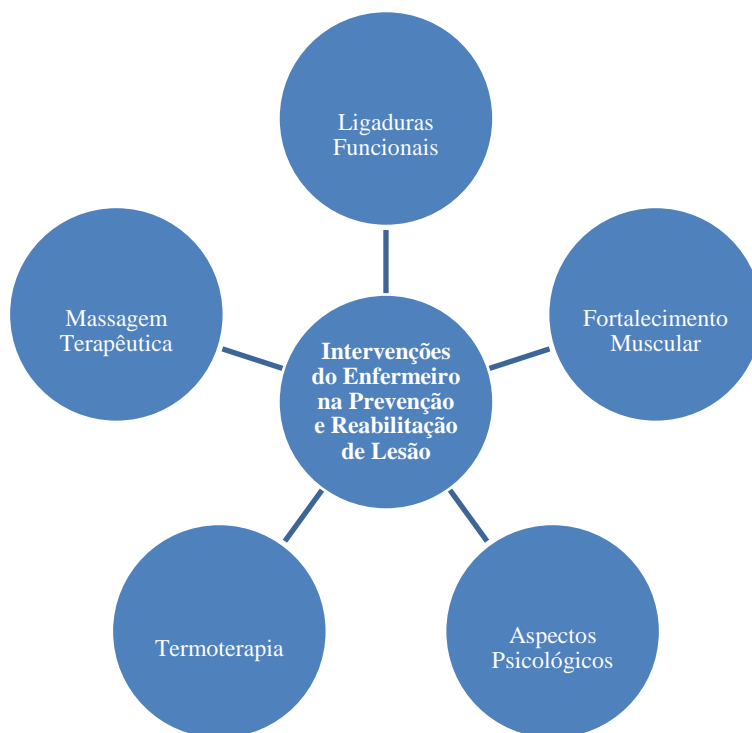 Ligaduras
Funcionais
Massagem
Terapêutica
Fortalecimento
Muscular
Intervenções
do Enfermeiro
na Prevenção
e Reabilitação
de Lesão
Termoterapia
Aspectos
Psicológicos